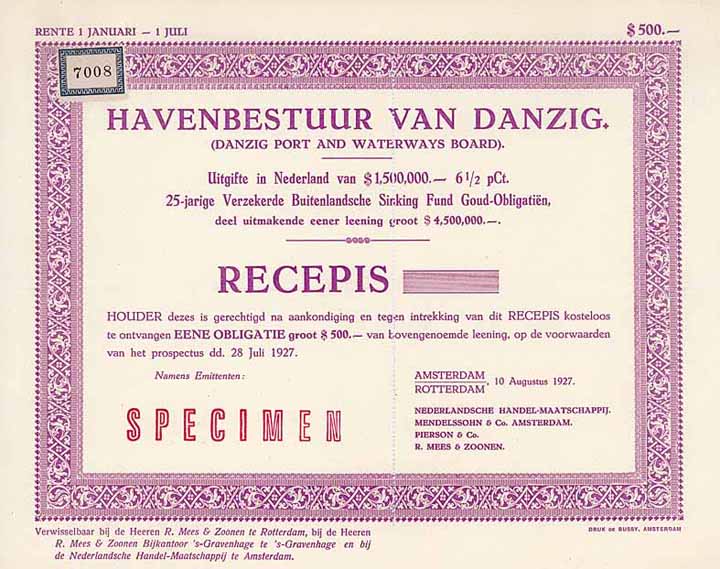 RENTE 1 JANUARI — 1 JULI
$ 500.—
7008
HAVENBESTUUR VAN DANZIG.
(DANZIG PORT AND WATERWAYS BOARD).
Uitgifte in Nederland van $ 1,500,000.— 6 1/2 pCt.
25-jarige Verzekerde Buitenlandsche Sinking Fund Goud-Obligatiën,
deel uitmakende eener leening groot $ 4,500,000.—.
RECEPIS
HOUDER dezes is gerechtigd na aankondiging en tegen intrekking van dit RECEPIS kosteloos
te ontvangen EENE OBLIGATIE groot $ 500.— van bovengenoemde leening, op de voorwaarden
van het prospectus dd. 28 Juli 1927.
Namens Emittenten:
AMSTERDAM
ROTTERDAM, 10 Augustus 1927.
SPECIMEN
NEDERLANDSCHE HANDEL-MAATSCHAPPIJ.
MENDELSSOHN & Co. AMSTERDAM.
PIERSON & Co.
R. MEES & ZOONEN.
Verwisselbaar bij de Heeren R. Mees & Zoonen te Rotterdam, bij de Heeren
R. Mees & Zoonen Bijkantoor 's-Gravenhage te 's-Gravenhage en bij
de Nederlandsche Handel-Maatschappij te Amsterdam.
DRUK DE BUSSY, AMSTERDAM